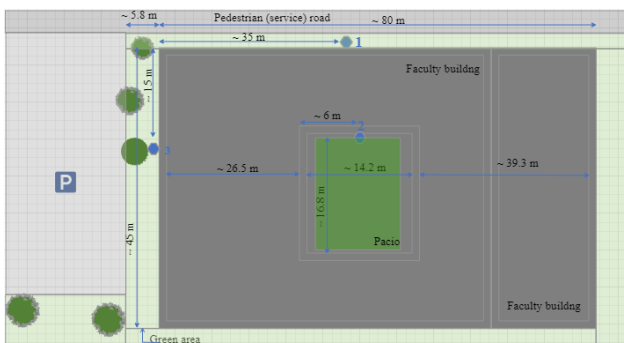 ~ 5.8 m
Pedestrian (service) road
~ 80 m
~ 35 m
1
Faculty buildng
~ 15 m
~ 6 m
2
3
~ 26.5 m
~ 14.2 m
~ 39.3 m
P
~ 16.8 m
~ 45 m
Pacio
Faculty buildng
Green area